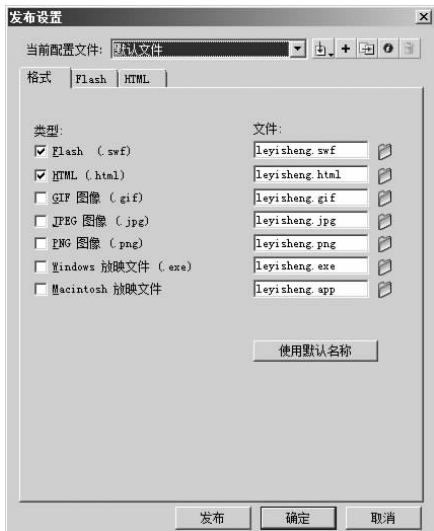 发布设置
当前配置文件: 默认文件
格式 Flash HTML
类型: 文件:
Flash (.swf) leyisheng.swf
HTML (.html) leyisheng.html
GIF 图像 (.gif) leyisheng.gif
JPEG 图像 (.jpg) leyisheng.jpg
PNG 图像 (.png) leyisheng.png
Windows 放映文件 (.exe) leyisheng.exe
Macintosh 放映文件 leyisheng.app
使用默认名称
发布 确定 取消